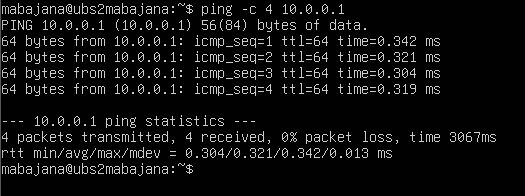 mabajana@ubs2mabajana:~$ ping -c 4 10.0.0.1
PING 10.0.0.1 (10.0.0.1) 56(84) bytes of data.
64 bytes from 10.0.0.1: icmp_seq=1 ttl=64 time=0.342 ms
64 bytes from 10.0.0.1: icmp_seq=2 ttl=64 time=0.321 ms
64 bytes from 10.0.0.1: icmp_seq=3 ttl=64 time=0.304 ms
64 bytes from 10.0.0.1: icmp_seq=4 ttl=64 time=0.319 ms
--- 10.0.0.1 ping statistics ---
4 packets transmitted, 4 received, 0% packet loss, time 3067ms
rtt min/avg/max/mdev = 0.304/0.321/0.342/0.013 ms
mabajana@ubs2mabajana:~$